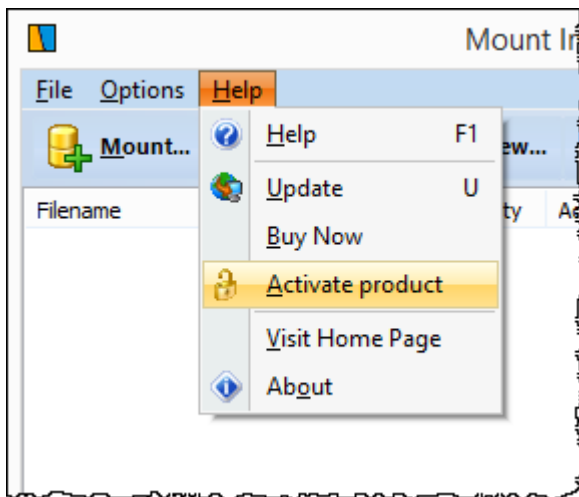 Mount
File Options Help
Mount...
Help F1
Update U
Buy Now
Activate product
Visit Home Page
About
Filename